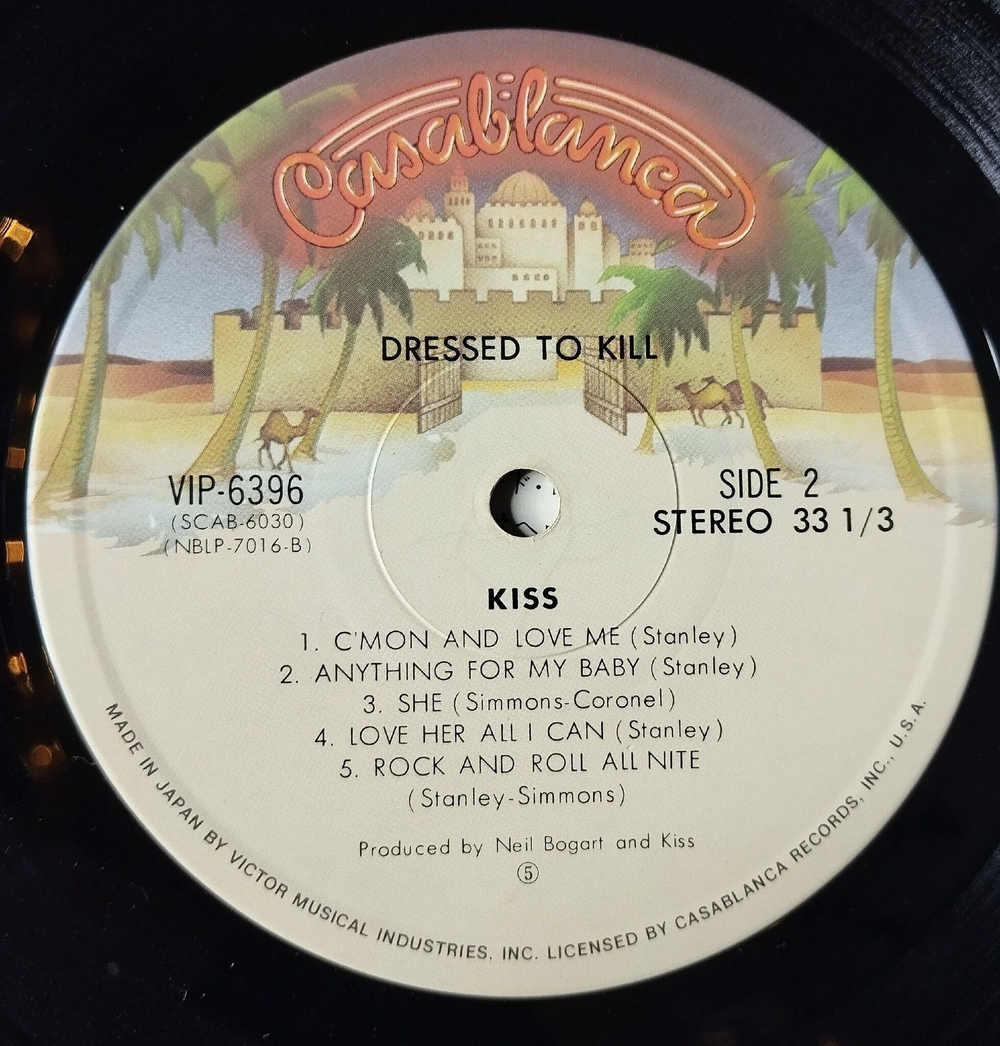 Casablanca
DRESSED TO KILL
VIP-6396
(SCAB-6030)
(NBLP-7016-B)
SIDE 2
STEREO 33 1/3
KISS
1. C'MON AND LOVE ME (Stanley)
2. ANYTHING FOR MY BABY (Stanley)
3. SHE (Simmons-Coronel)
4. LOVE HER ALL I CAN (Stanley)
5. ROCK AND ROLL ALL NITE
(Stanley-Simmons)
Produced by Neil Bogart and Kiss
⑤
MADE IN JAPAN BY VICTOR MUSICAL INDUSTRIES, INC. LICENSED BY CASABLANCA RECORDS, INC., U.S.A.